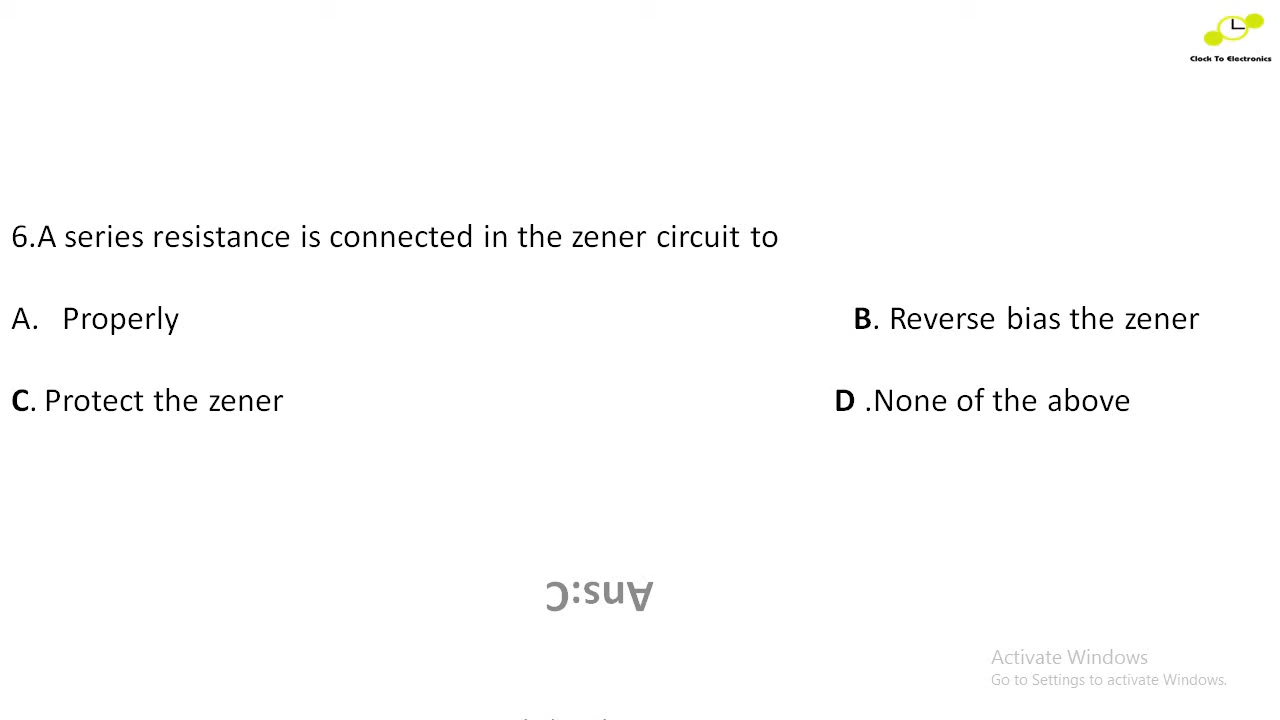 Clock To Electronics
6.A series resistance is connected in the zener circuit to
A. Properly
B. Reverse bias the zener
C. Protect the zener
D .None of the above
Ans:C
Activate Windows
Go to Settings to activate Windows.